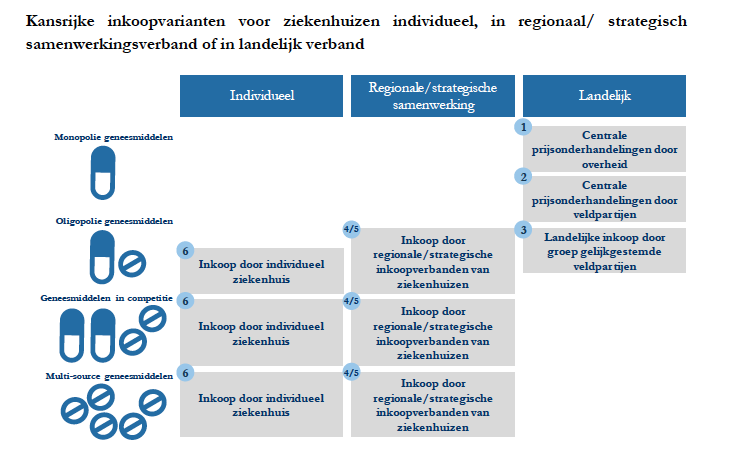 Kansrijke inkoopvarianten voor ziekenhuizen individueel, in regionaal/ strategisch
samenwerkingsverband of in landelijk verband
Individueel
Regionale/strategische
samenwerking
Landelijk
Monopolie geneesmiddelen
1
Centrale
prijsonderhandelingen door
overheid
2
Centrale
prijsonderhandelingen door
veldpartijen
Oligopolie geneesmiddelen
6
Inkoop door individueel
ziekenhuis
4/5
Inkoop door
regionale/strategische
inkoopverbanden van
ziekenhuizen
3
Landelijke inkoop door
groep gelijkgestemde
veldpartijen
Geneesmiddelen in competitie
6
Inkoop door individueel
ziekenhuis
4/5
Inkoop door
regionale/strategische
inkoopverbanden van
ziekenhuizen
Multi-source geneesmiddelen
6
Inkoop door individueel
ziekenhuis
4/5
Inkoop door
regionale/strategische
inkoopverbanden van
ziekenhuizen